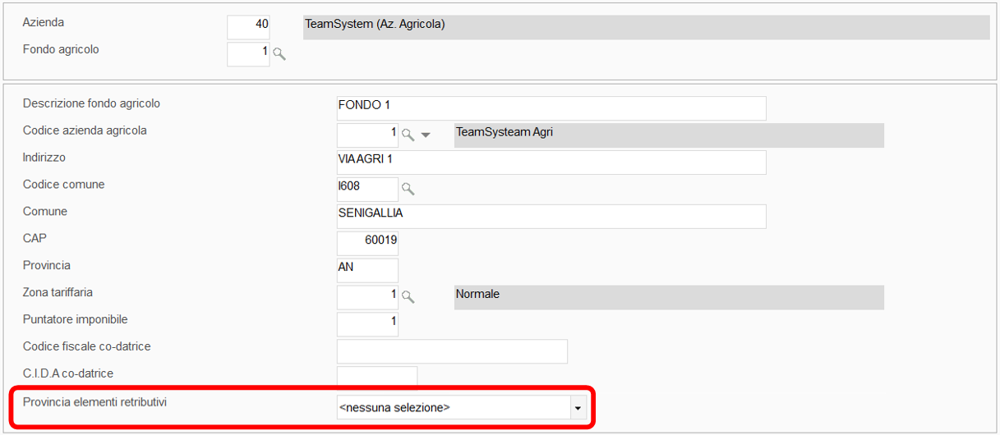 Azienda 40 TeamSystem (Az. Agricola)
Fondo agricolo 1
Descrizione fondo agricolo FONDO 1
Codice azienda agricola 1 TeamSysteam Agri
Indirizzo VIA AGRI 1
Codice comune I608
Comune SENIGALLIA
CAP 60019
Provincia AN
Zona tariffaria 1 Normale
Puntatore imponibile 1
Codice fiscale co-datrice
C.I.D.A co-datrice
Provincia elementi retributivi <nessuna selezione>